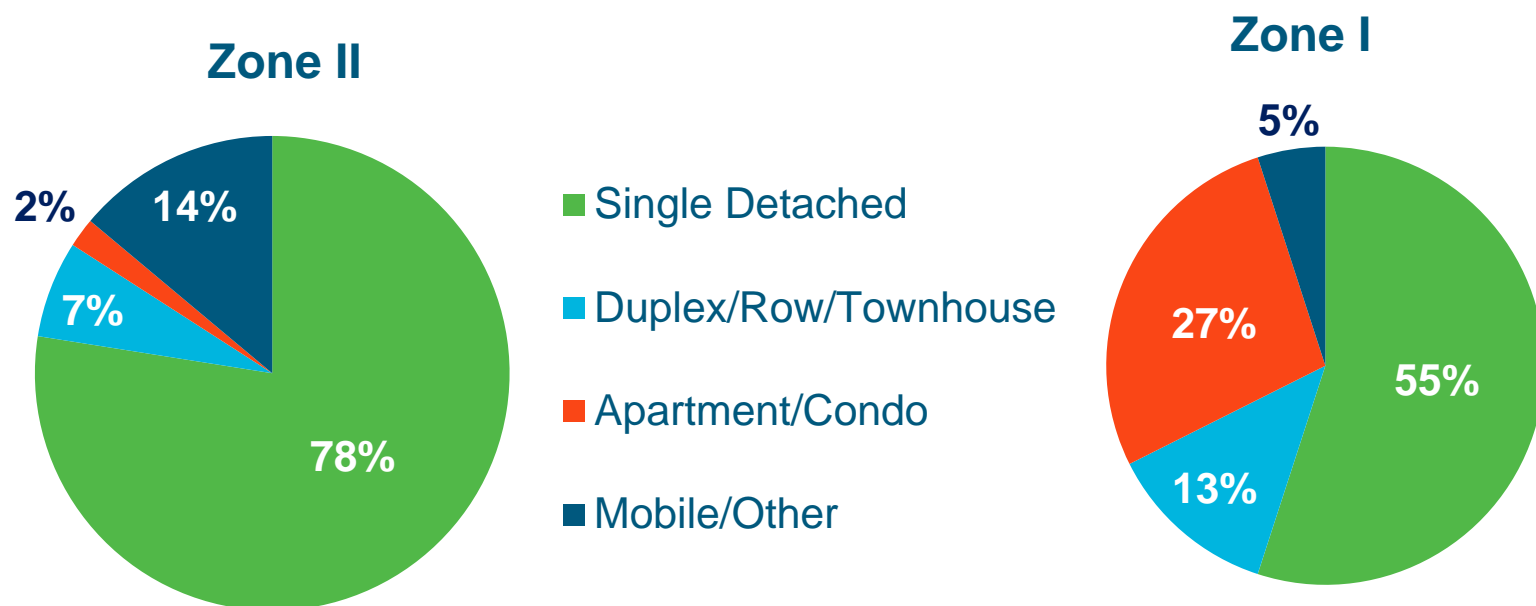 Zone II
2%
14%
7%
78%
Single Detached
Duplex/Row/Townhouse
Apartment/Condo
Mobile/Other
Zone I
5%
27%
55%
13%